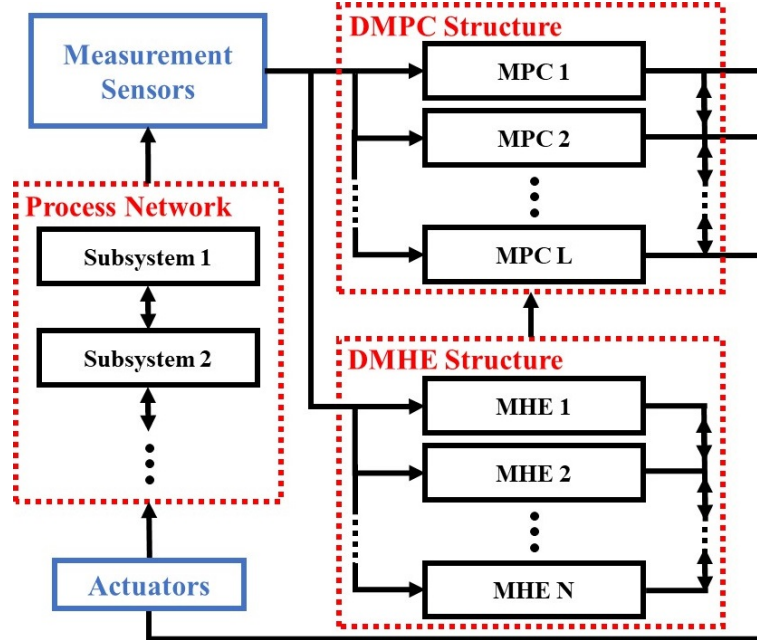 Measurement
Sensors
Process Network
Subsystem 1
Subsystem 2
Actuators
DMPC Structure
MPC 1
MPC 2
MPC L
DMHE Structure
MHE 1
MHE 2
MHE N